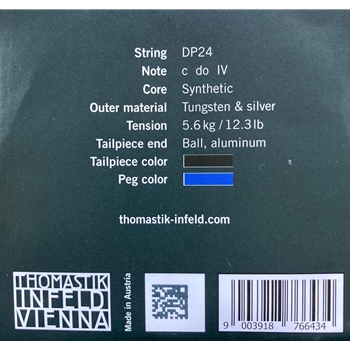 String DP24
Note c do IV
Core Synthetic
Outer material Tungsten & silver
Tension 5.6 kg / 12.3 lb
Tailpiece end Ball, aluminum
Tailpiece color
Peg color
thomastik-infeld.com
THOMASTIK
INFELD
VIENNA
Made in Austria
9 003918 766434